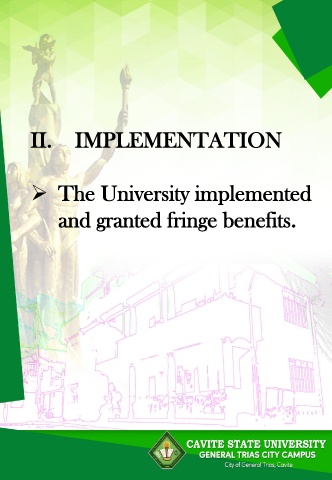 II. IMPLEMENTATION
➢ The University implemented
and granted fringe benefits.
CAVITE STATE UNIVERSITY
GENERAL TRIAS CITY CAMPUS
City of General Trias, Cavite